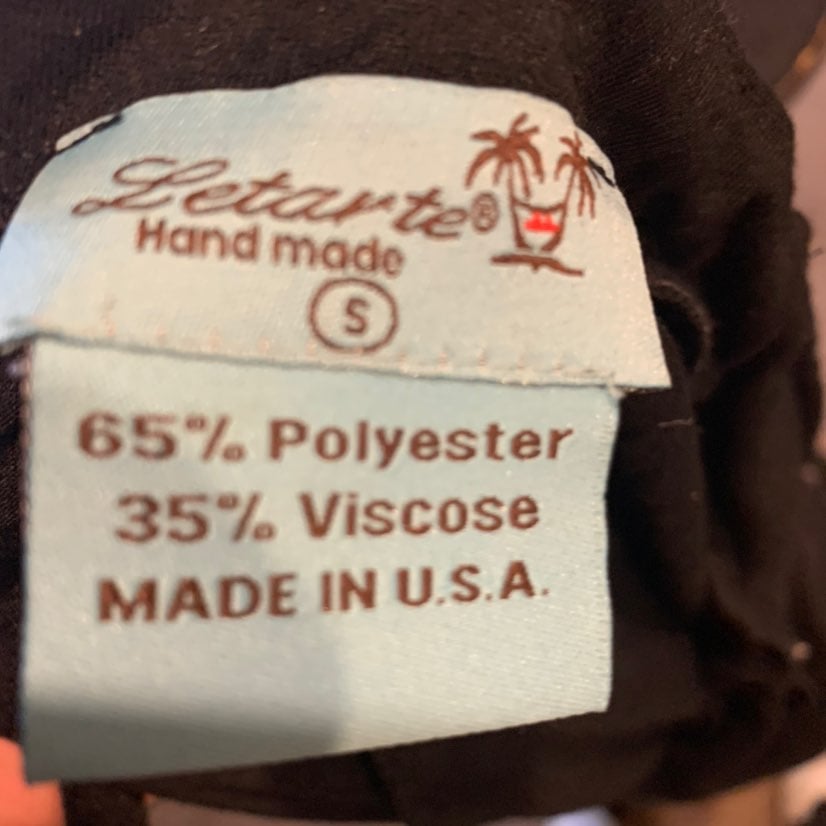 Letarte®
Hand made
S
65% Polyester
35% Viscose
MADE IN U.S.A.